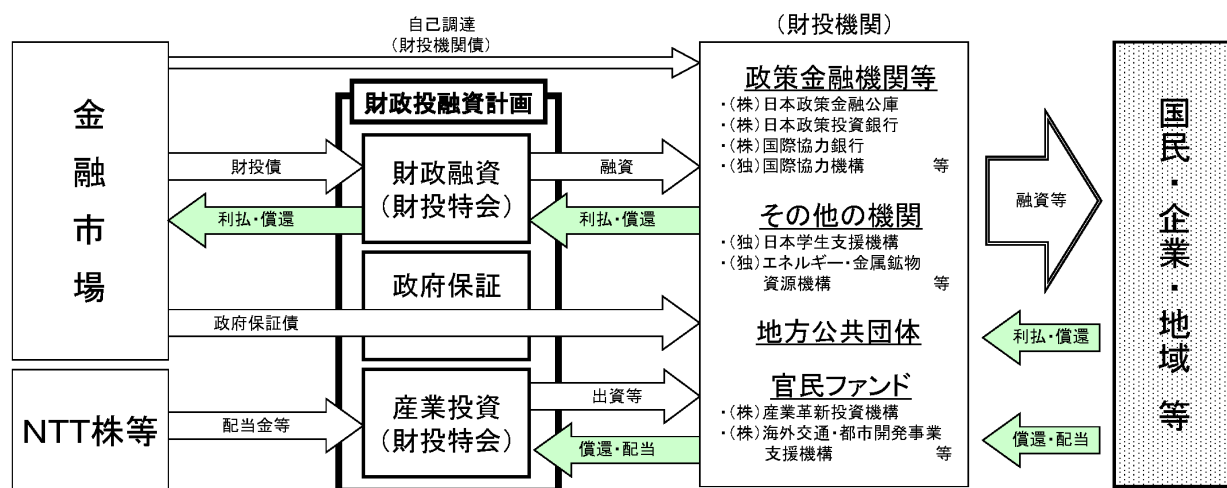 自己調達
(財投機関債)
(財投機関)
金融市場
財政投融資計画
財投債
財政融資
(財投特会)
融資
利払・償還
利払・償還
政府保証
政府保証債
NTT株等
配当金等
産業投資
(財投特会)
出資等
償還・配当
政策金融機関等
・(株)日本政策金融公庫
・(株)日本政策投資銀行
・(株)国際協力銀行
・(独)国際協力機構 等
その他の機関
・(独)日本学生支援機構
・(独)エネルギー・金属鉱物
資源機構 等
地方公共団体
官民ファンド
・(株)産業革新投資機構
・(株)海外交通・都市開発事業
支援機構 等
融資等
利払・償還
償還・配当
国民・企業・地域 等